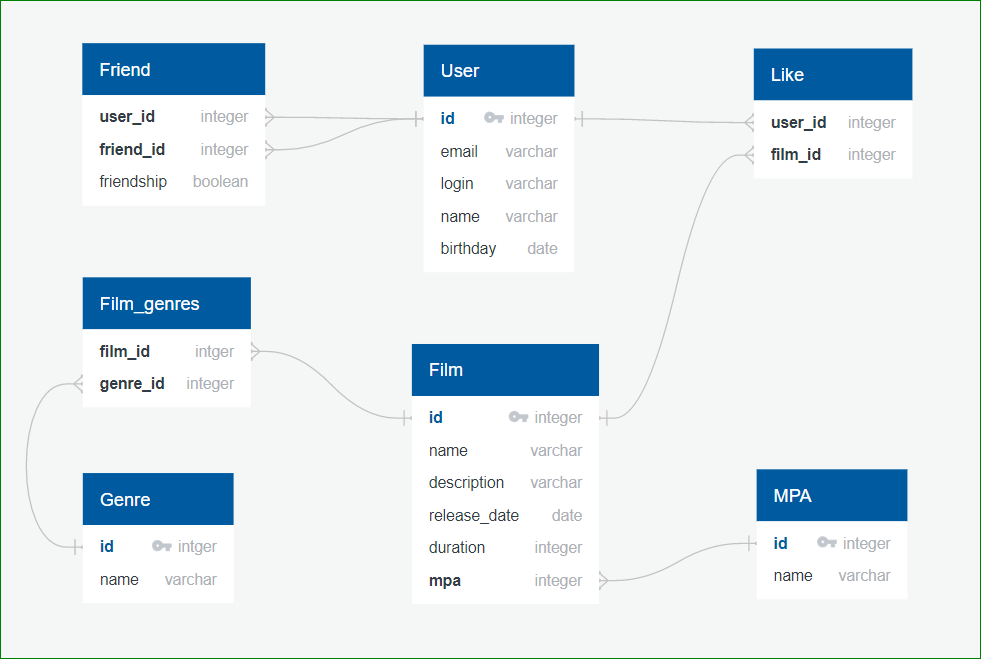 Friend
user_id integer
friend_id integer
friendship boolean
User
id integer
email varchar
login varchar
name varchar
birthday date
Like
user_id integer
film_id integer
Film_genres
film_id intger
genre_id integer
Film
id integer
name varchar
description varchar
release_date date
duration integer
mpa integer
Genre
id intger
name varchar
MPA
id integer
name varchar